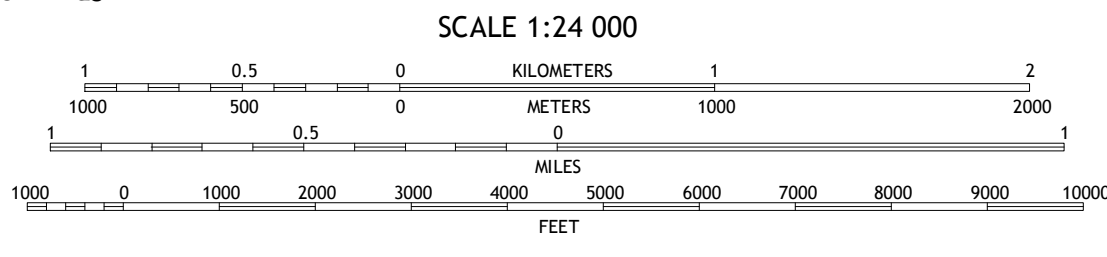 SCALE 1:24 000
1 0.5 0 KILOMETERS 1 2
1000 500 0 METERS 1000 2000
1 0.5 0 1
MILES
1000 0 1000 2000 3000 4000 5000 6000 7000 8000 9000 10000
FEET